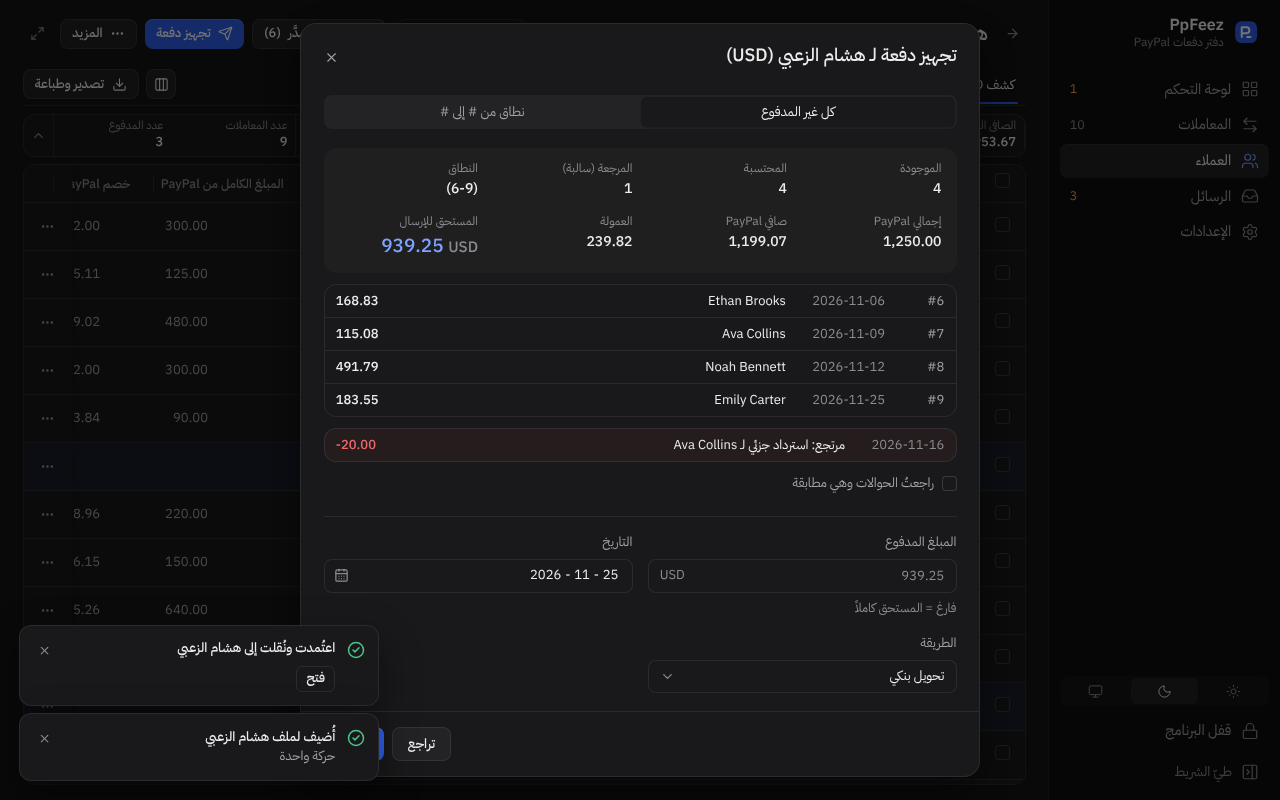 PpFeez
دفتر دفعات PayPal
لوحة التحكم 1
المعاملات 10
العملاء
الرسائل 3
الإعدادات
قفل البرنامج
طيّ الشريط
(6)
تجهيز دفعة
المزيد
كشف
تصدير وطباعة
53.67
عدد المعاملات
9
عدد المدفوع
3
المبلغ الكامل من PayPal
خصم
300.00 2.00
125.00 5.11
480.00 9.02
300.00 2.00
90.00 3.84
220.00 8.96
150.00 6.15
640.00 5.26
تجهيز دفعة لـ هشام الزعبي (USD)
كل غير المدفوع
نطاق من # إلى #
الموجودة المحتسبة المرجعة (سالبة) النطاق
4 4 1 (6-9)
إجمالي PayPal صافي PayPal العمولة المستحق للإرسال
1,250.00 1,199.07 239.82 939.25 USD
#6 2026-11-06 Ethan Brooks 168.83
#7 2026-11-09 Ava Collins 115.08
#8 2026-11-12 Noah Bennett 491.79
#9 2026-11-25 Emily Carter 183.55
2026-11-16 مرتجع: استرداد جزئي لـ Ava Collins -20.00
راجعتُ الحوالات وهي مطابقة
المبلغ المدفوع التاريخ
939.25 USD 2026 - 11 - 25
فارغ = المستحق كاملاً
الطريقة
تحويل بنكي
تراجع
اعتُمدت ونُقلت إلى هشام الزعبي
فتح
أُضيف لملف هشام الزعبي
حركة واحدة